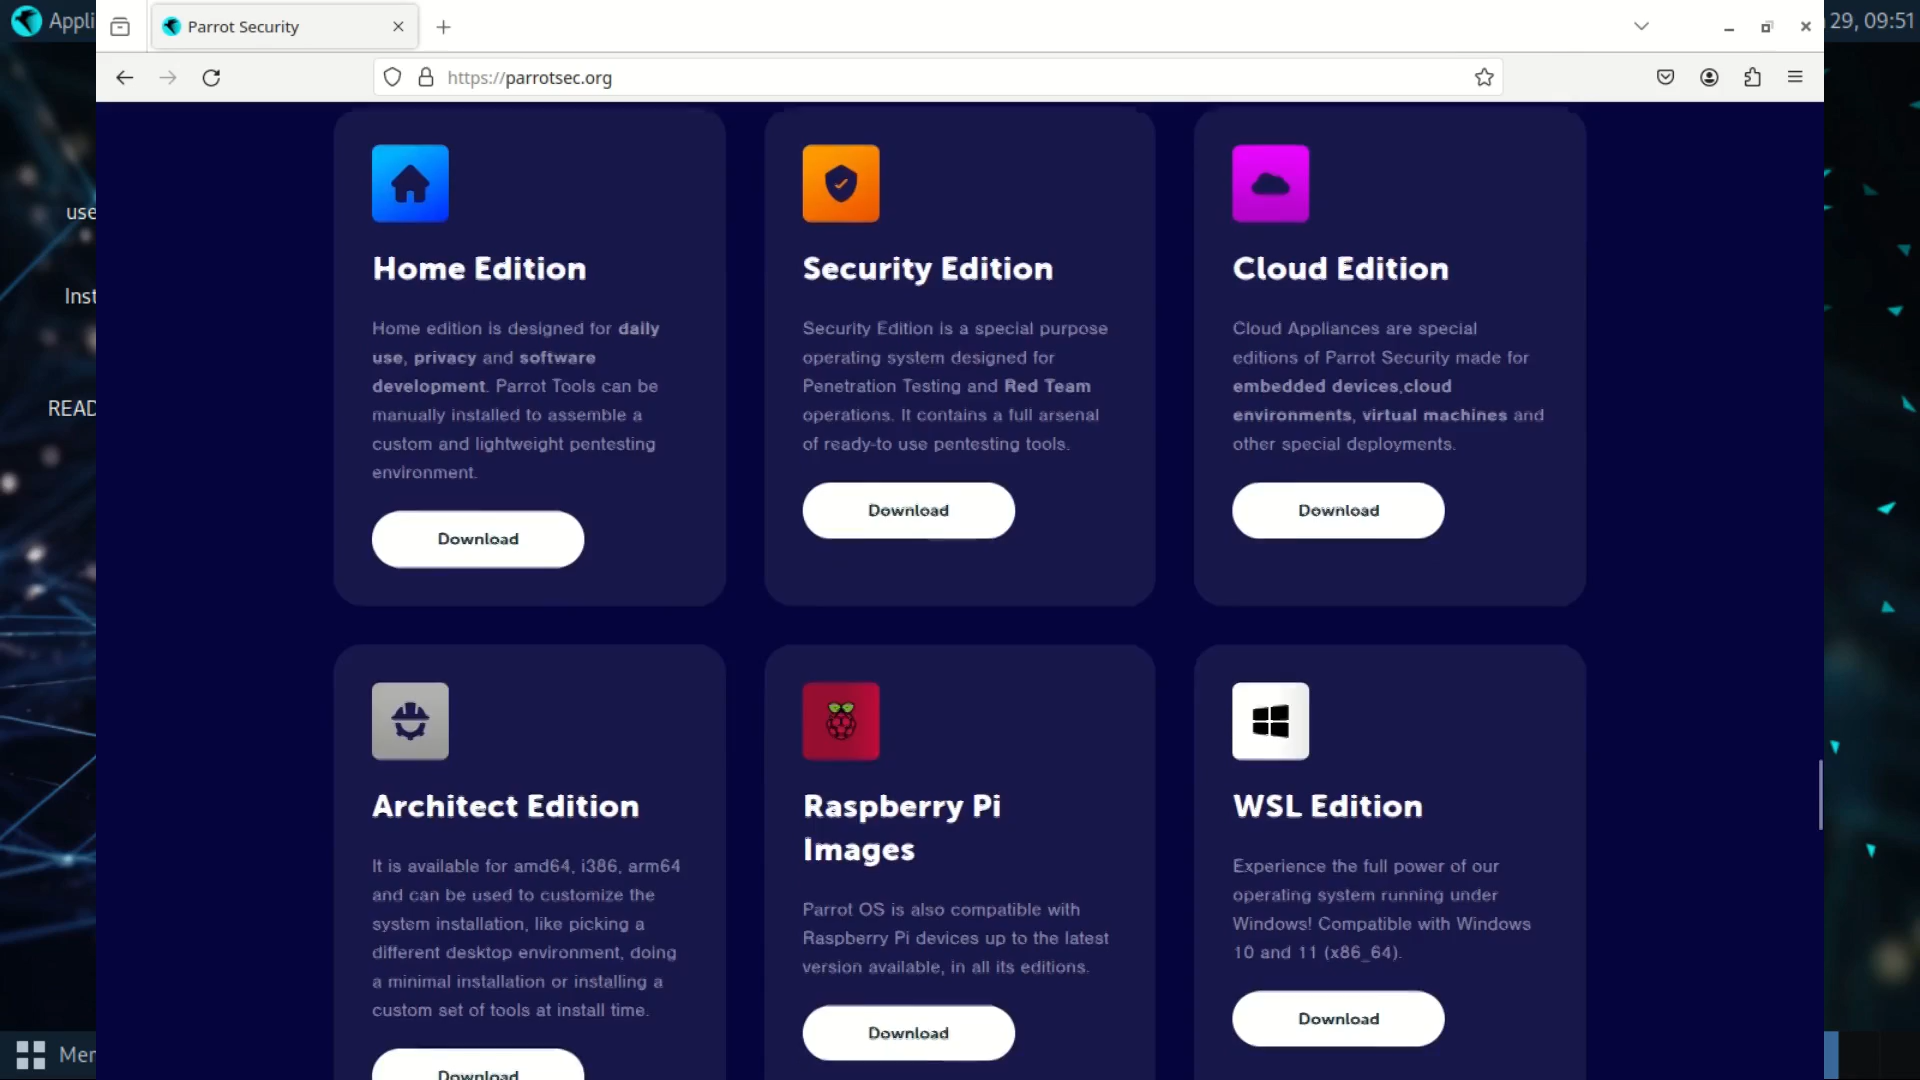 Appli
Parrot Security
29, 09:51
https://parrotsec.org
use
Inst
READ
Home Edition
Home edition is designed for daily
use, privacy and software
development. Parrot Tools can be
manually installed to assemble a
custom and lightweight pentesting
environment.
Download
Security Edition
Security Edition is a special purpose
operating system designed for
Penetration Testing and Red Team
operations. It contains a full arsenal
of ready-to use pentesting tools.
Download
Cloud Edition
Cloud Appliances are special
editions of Parrot Security made for
embedded devices,cloud
environments, virtual machines and
other special deployments.
Download
Architect Edition
It is available for amd64, i386, arm64
and can be used to customize the
system installation, like picking a
different desktop environment, doing
a minimal installation or installing a
custom set of tools at install time.
Download
Raspberry Pi
Images
Parrot OS is also compatible with
Raspberry Pi devices up to the latest
version available, in all its editions.
Download
WSL Edition
Experience the full power of our
operating system running under
Windows! Compatible with Windows
10 and 11 (x86_64).
Download
Mer